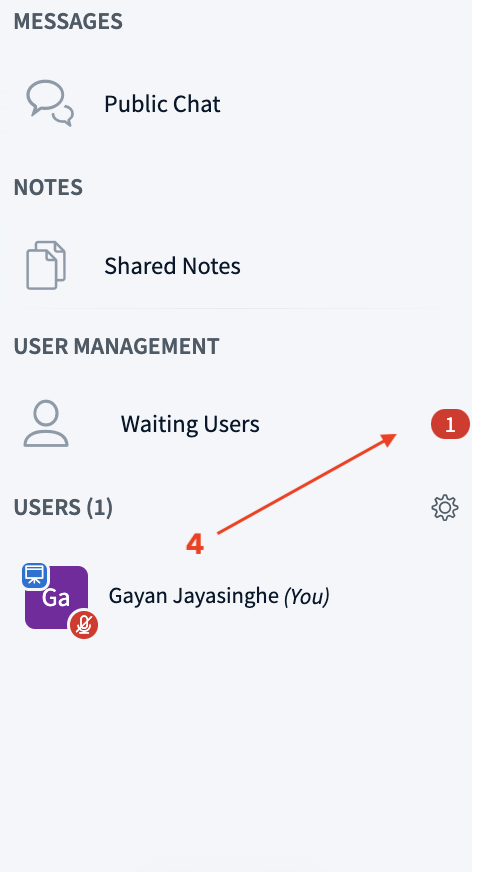 MESSAGES
Public Chat
NOTES
Shared Notes
USER MANAGEMENT
Waiting Users 1
USERS (1)
4
Ga Gayan Jayasinghe (You)